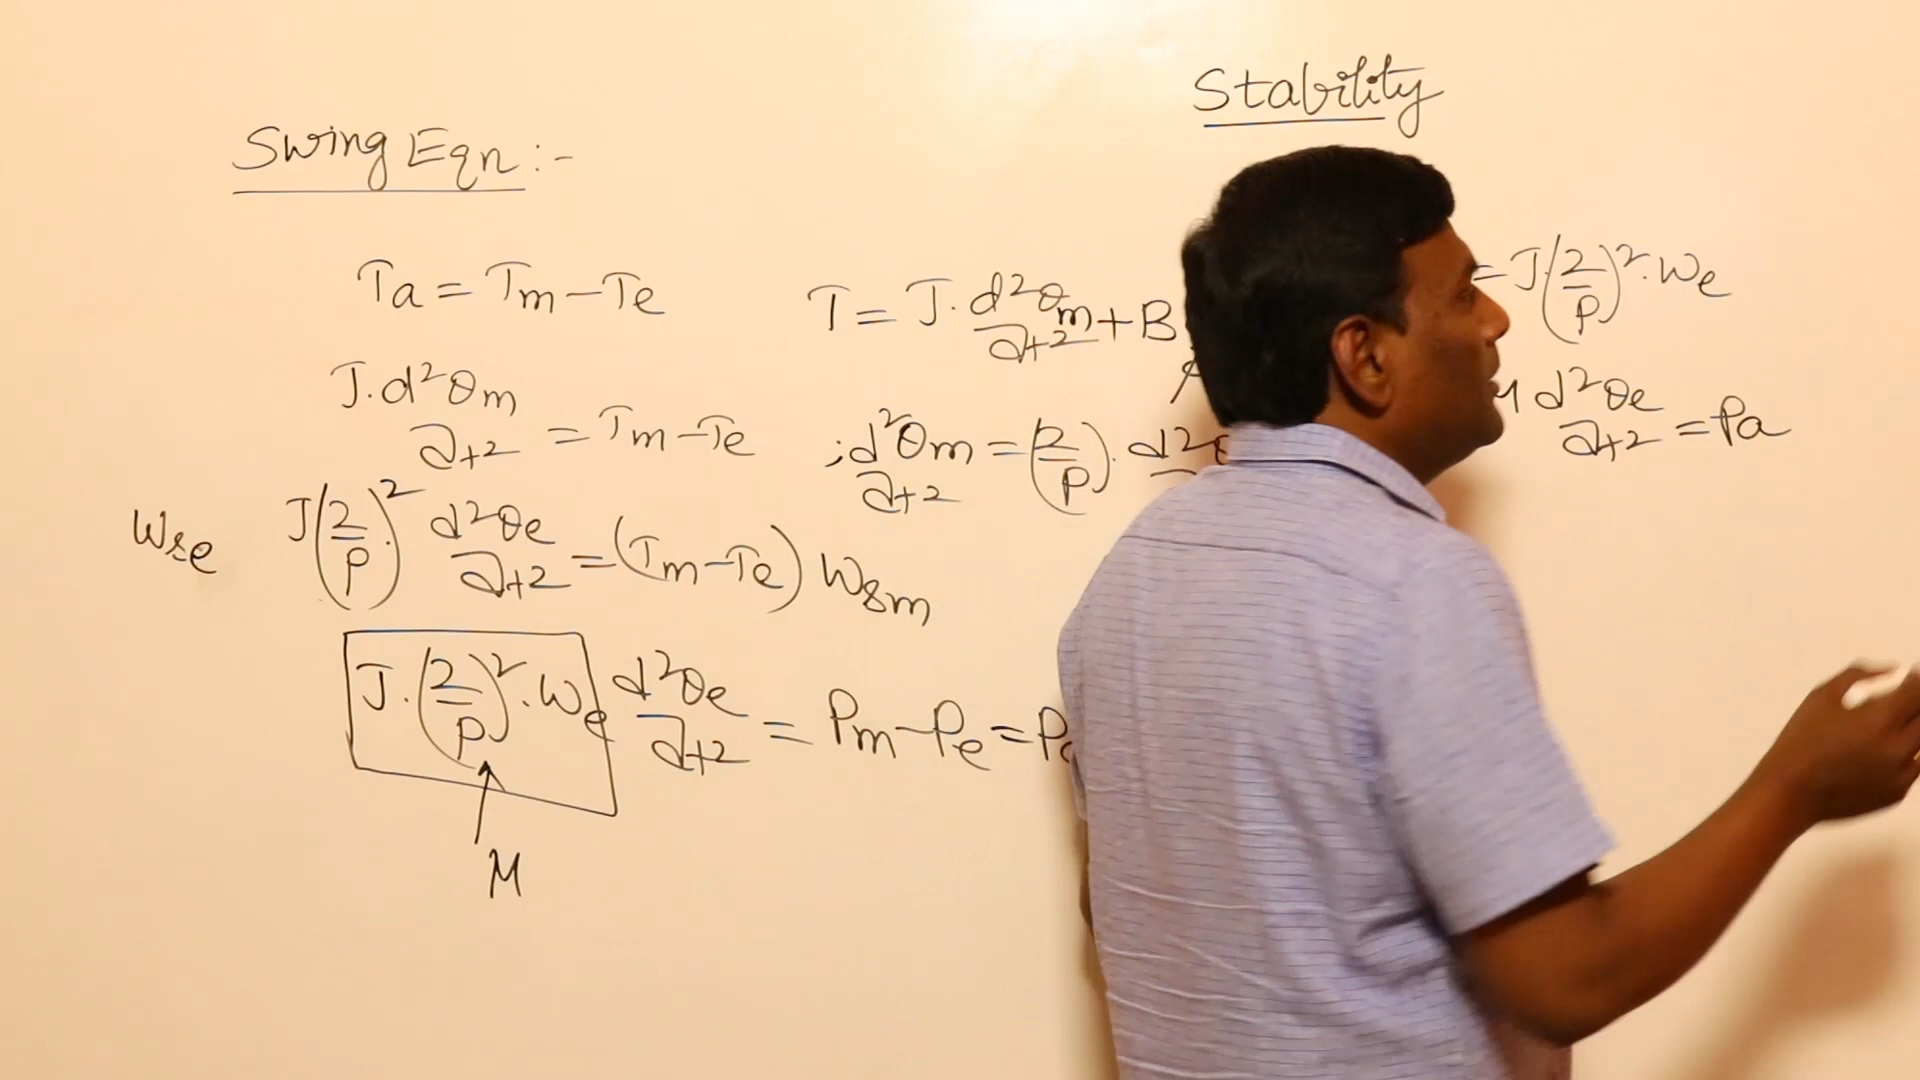 Stability
Swing Eqn :-
Ta = Tm - Te
J. d²θm/dt² = Tm - Te
Wse J(2/P)² d²θe/dt² = (Tm - Te) Wsm
J.(2/P)².We d²θe/dt² = Pm - Pe = Pa
M
T = J. d²θm/dt² + B
; d²θm/dt² = (2/P). d²
= J(2/P)².We
M d²θe/dt² = Pa